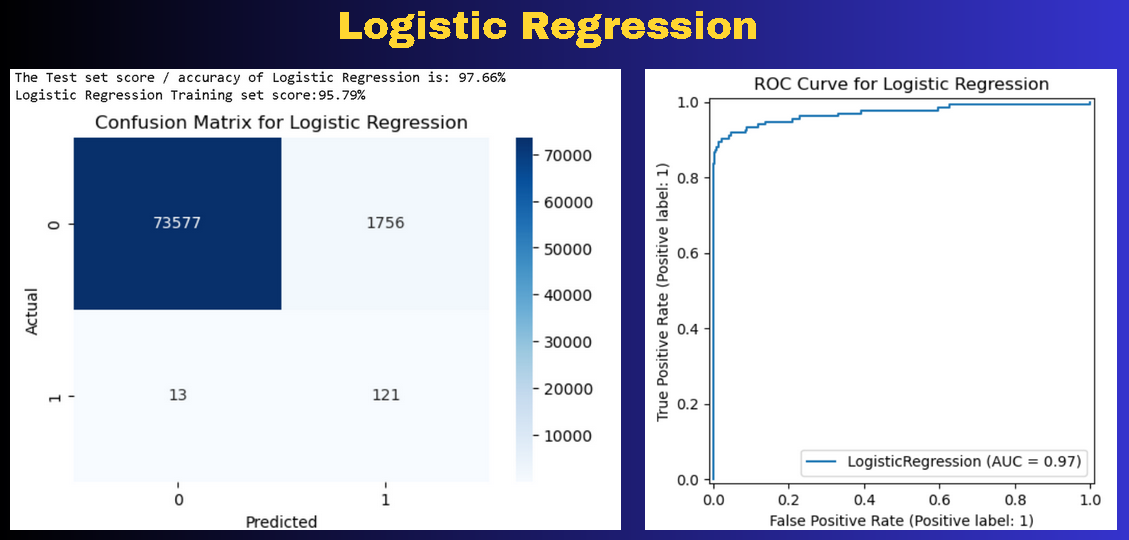 Logistic Regression
The Test set score / accuracy of Logistic Regression is: 97.66%
Logistic Regression Training set score:95.79%
Confusion Matrix for Logistic Regression
73577
1756
13
121
0
1
Actual
0
1
Predicted
70000
60000
50000
40000
30000
20000
10000
ROC Curve for Logistic Regression
True Positive Rate (Positive label: 1)
1.0
0.8
0.6
0.4
0.2
0.0
LogisticRegression (AUC = 0.97)
0.0
0.2
0.4
0.6
0.8
1.0
False Positive Rate (Positive label: 1)